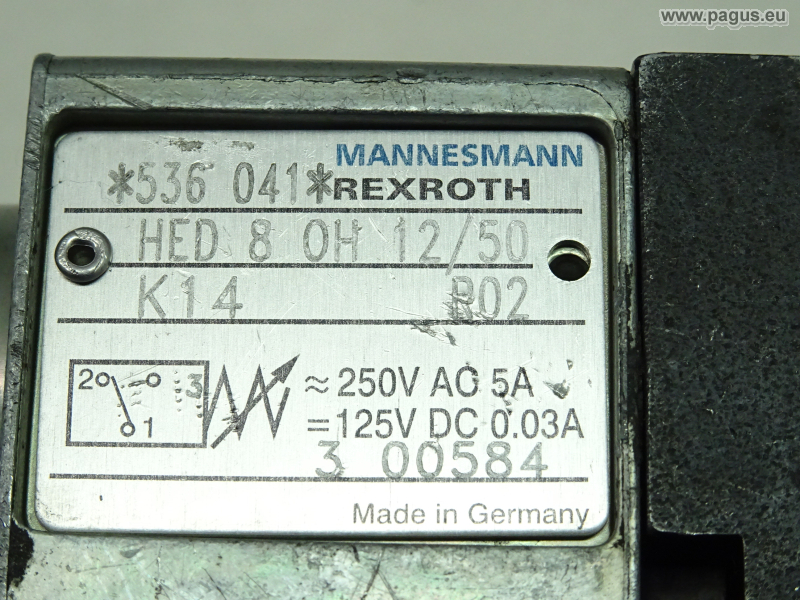 www.pagus.eu
MANNESMANN
*536 041* REXROTH
HED 8 OH 12/50
K14 B02
2 3 ≈ 250V AC 5A
1 = 125V DC 0.03A
3 00584
Made in Germany